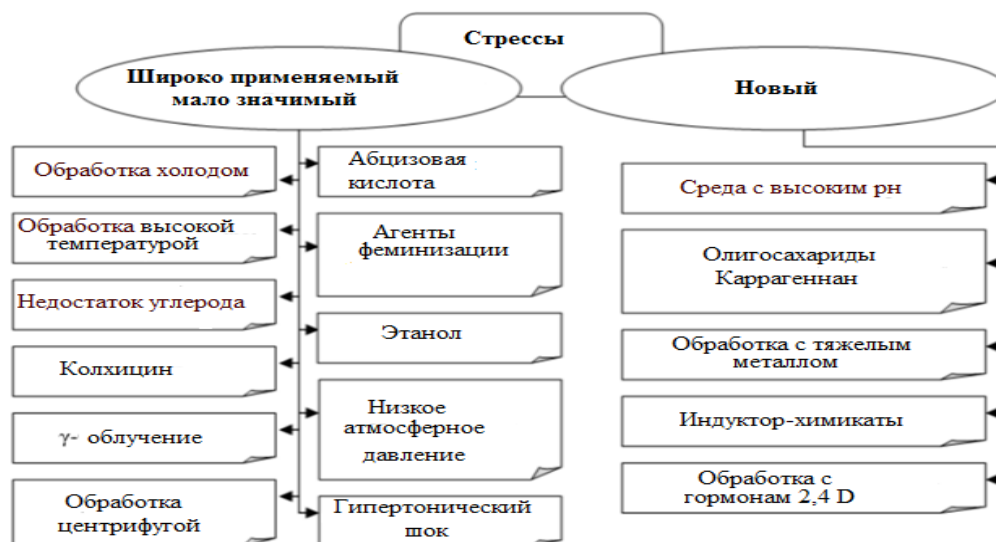 Стрессы
Широко применяемый
мало значимый
Новый
Обработка холодом
Обработка высокой
температурой
Недостаток углерода
Колхицин
γ- облучение
Обработка
центрифугой
Абцизовая
кислота
Агенты
феминизации
Этанол
Низкое
атмосферное
давление
Гипертонический
шок
Среда с высоким рн
Олигосахариды
Каррагеннан
Обработка с тяжелым
металлом
Индуктор-химикаты
Обработка с
гормонам 2,4 D